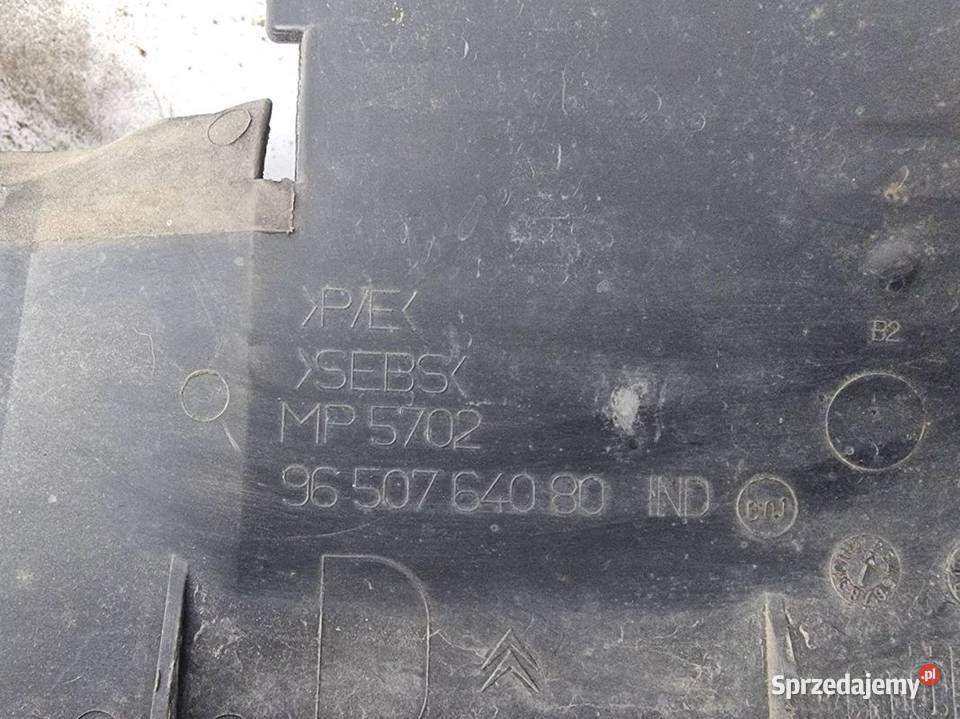 >P/E<
>SEBS<
MP 5702
96 507 640 80 IND
B2
D
Sprzedajemy.pl